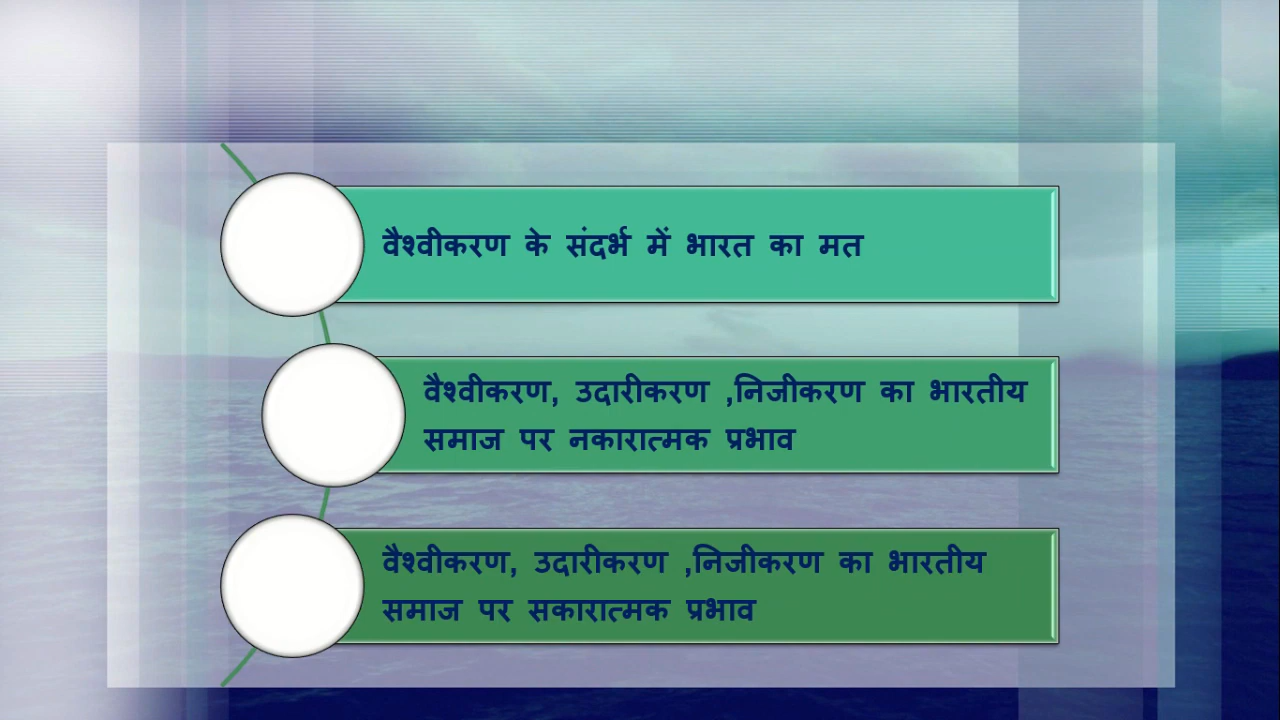 वैश्वीकरण के संदर्भ में भारत का मत
वैश्वीकरण, उदारीकरण ,निजीकरण का भारतीय
समाज पर नकारात्मक प्रभाव
वैश्वीकरण, उदारीकरण ,निजीकरण का भारतीय
समाज पर सकारात्मक प्रभाव